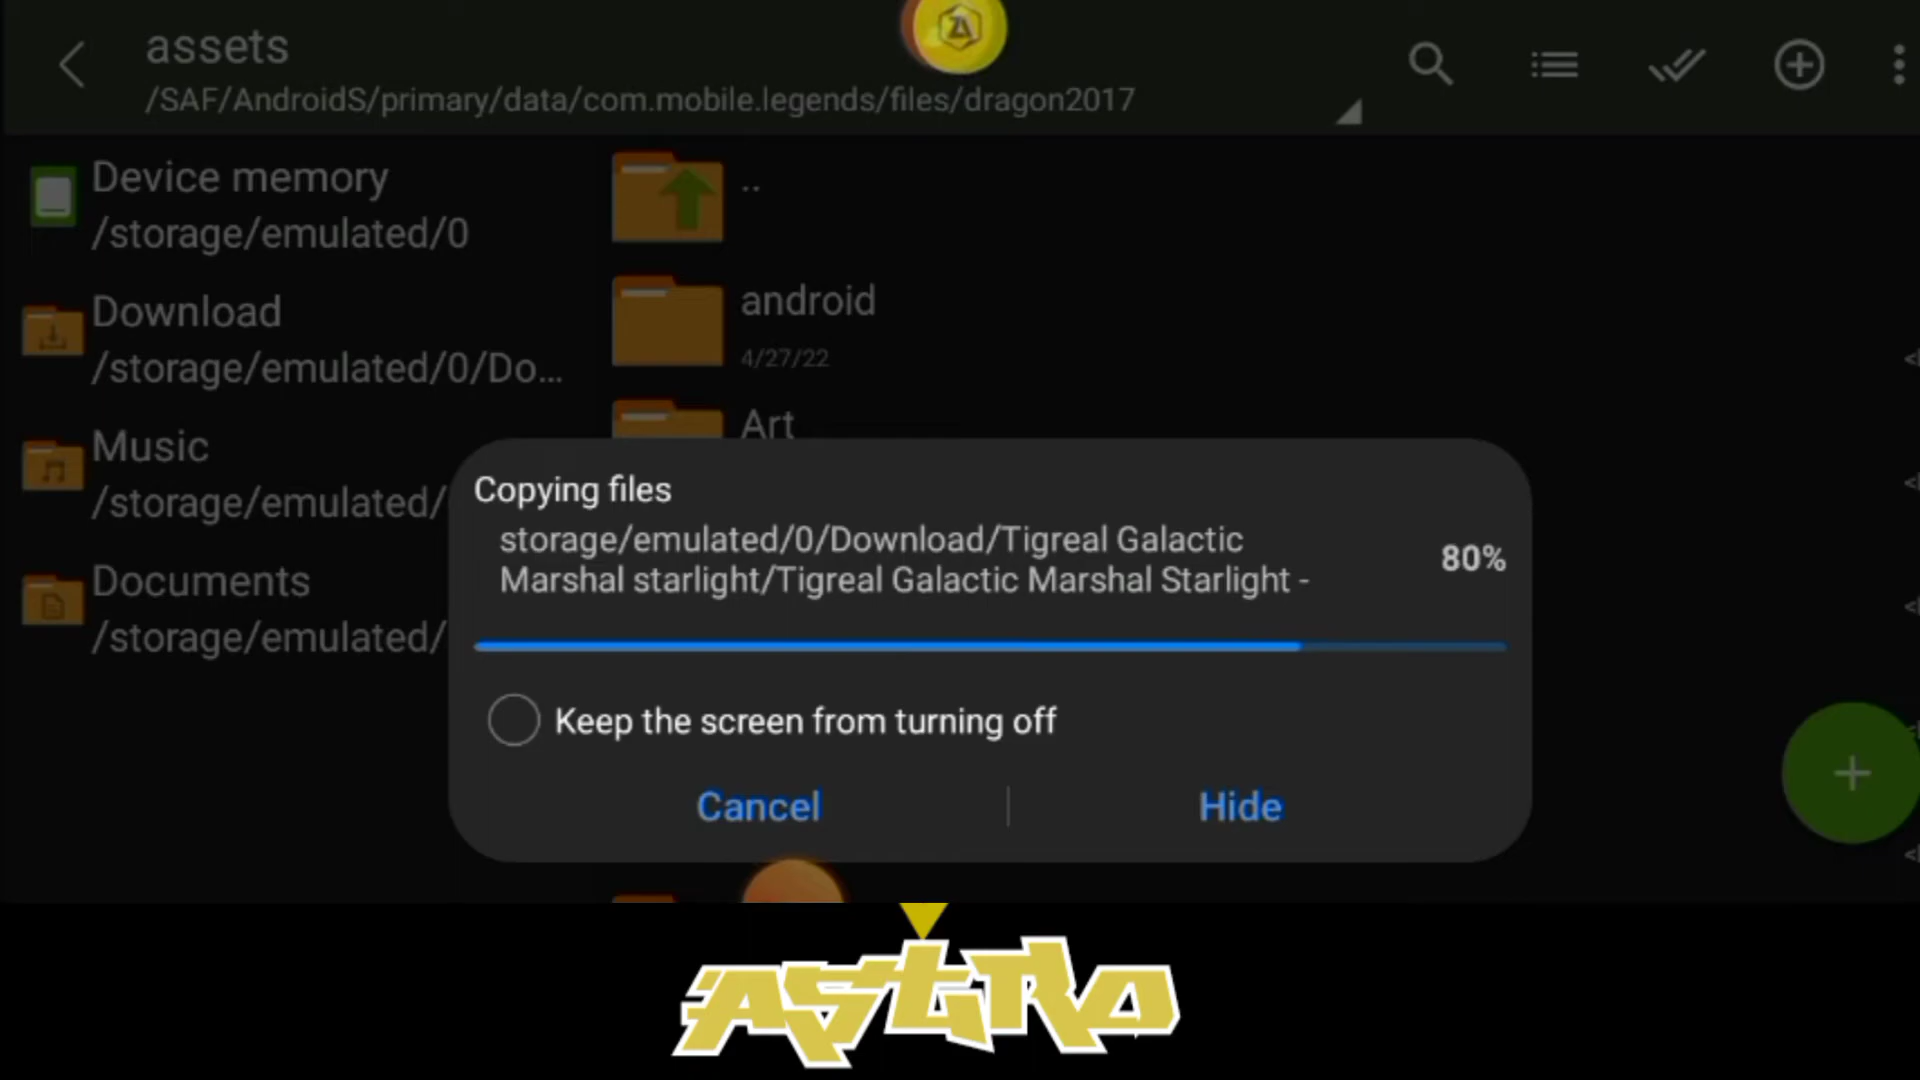 assets
/SAF/AndroidS/primary/data/com.mobile.legends/files/dragon2017
Device memory
/storage/emulated/0
Download
/storage/emulated/0/Do...
Music
/storage/emulated/
Documents
/storage/emulated/
..
android
4/27/22
Art
Copying files
storage/emulated/0/Download/Tigreal Galactic
Marshal starlight/Tigreal Galactic Marshal Starlight -
80%
Keep the screen from turning off
Cancel
Hide
ASTRO